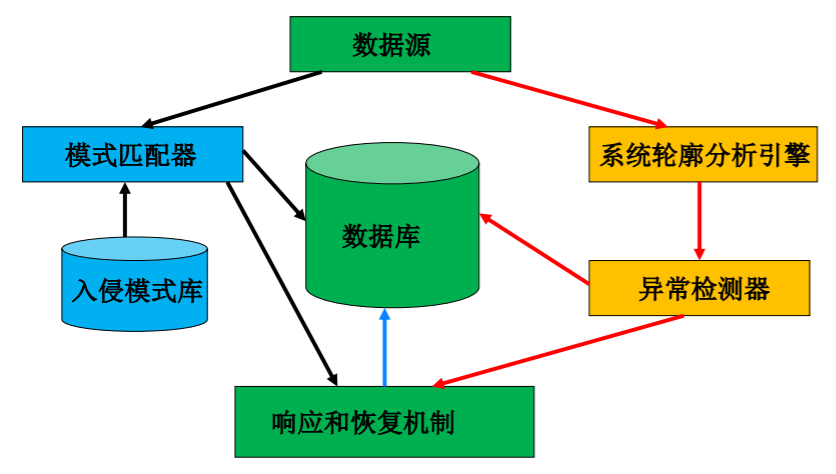 数据源
模式匹配器
系统轮廓分析引擎
数据库
入侵模式库
异常检测器
响应和恢复机制